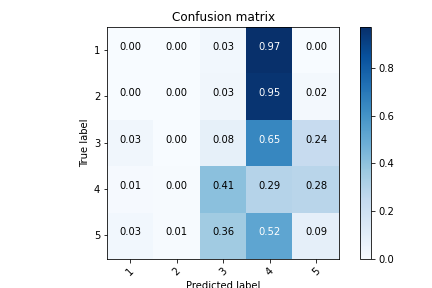 Confusion matrix
True label
1 0.00 0.00 0.03 0.97 0.00
2 0.00 0.00 0.03 0.95 0.02
3 0.03 0.00 0.08 0.65 0.24
4 0.01 0.00 0.41 0.29 0.28
5 0.03 0.01 0.36 0.52 0.09
1 2 3 4 5
Predicted label
0.8
0.6
0.4
0.2
0.0